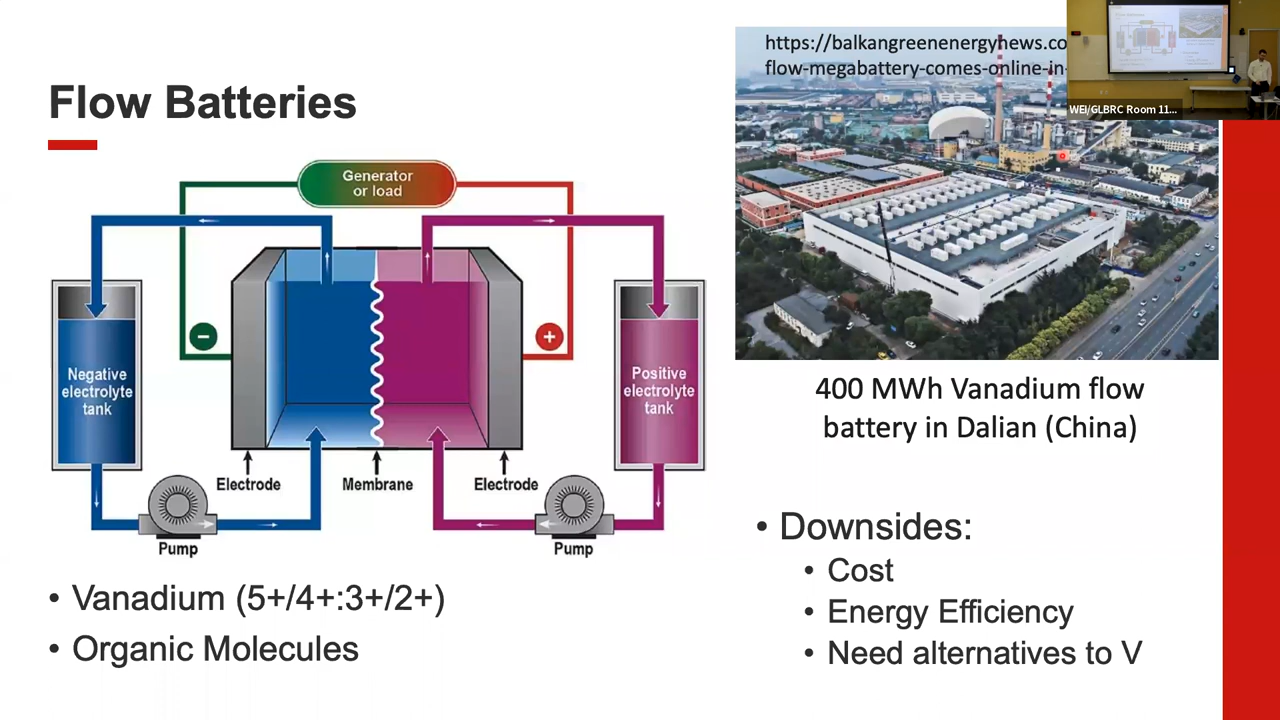 Flow Batteries
Generator
or load
−
+
Negative
electrolyte
tank
Positive
electrolyte
tank
Electrode
Membrane
Electrode
Pump
Pump
• Vanadium (5+/4+:3+/2+)
• Organic Molecules
https://balkangreenenergynews.co
flow-megabattery-comes-online-in-
WEI/GLBRC Room 11...
400 MWh Vanadium flow
battery in Dalian (China)
• Downsides:
• Cost
• Energy Efficiency
• Need alternatives to V